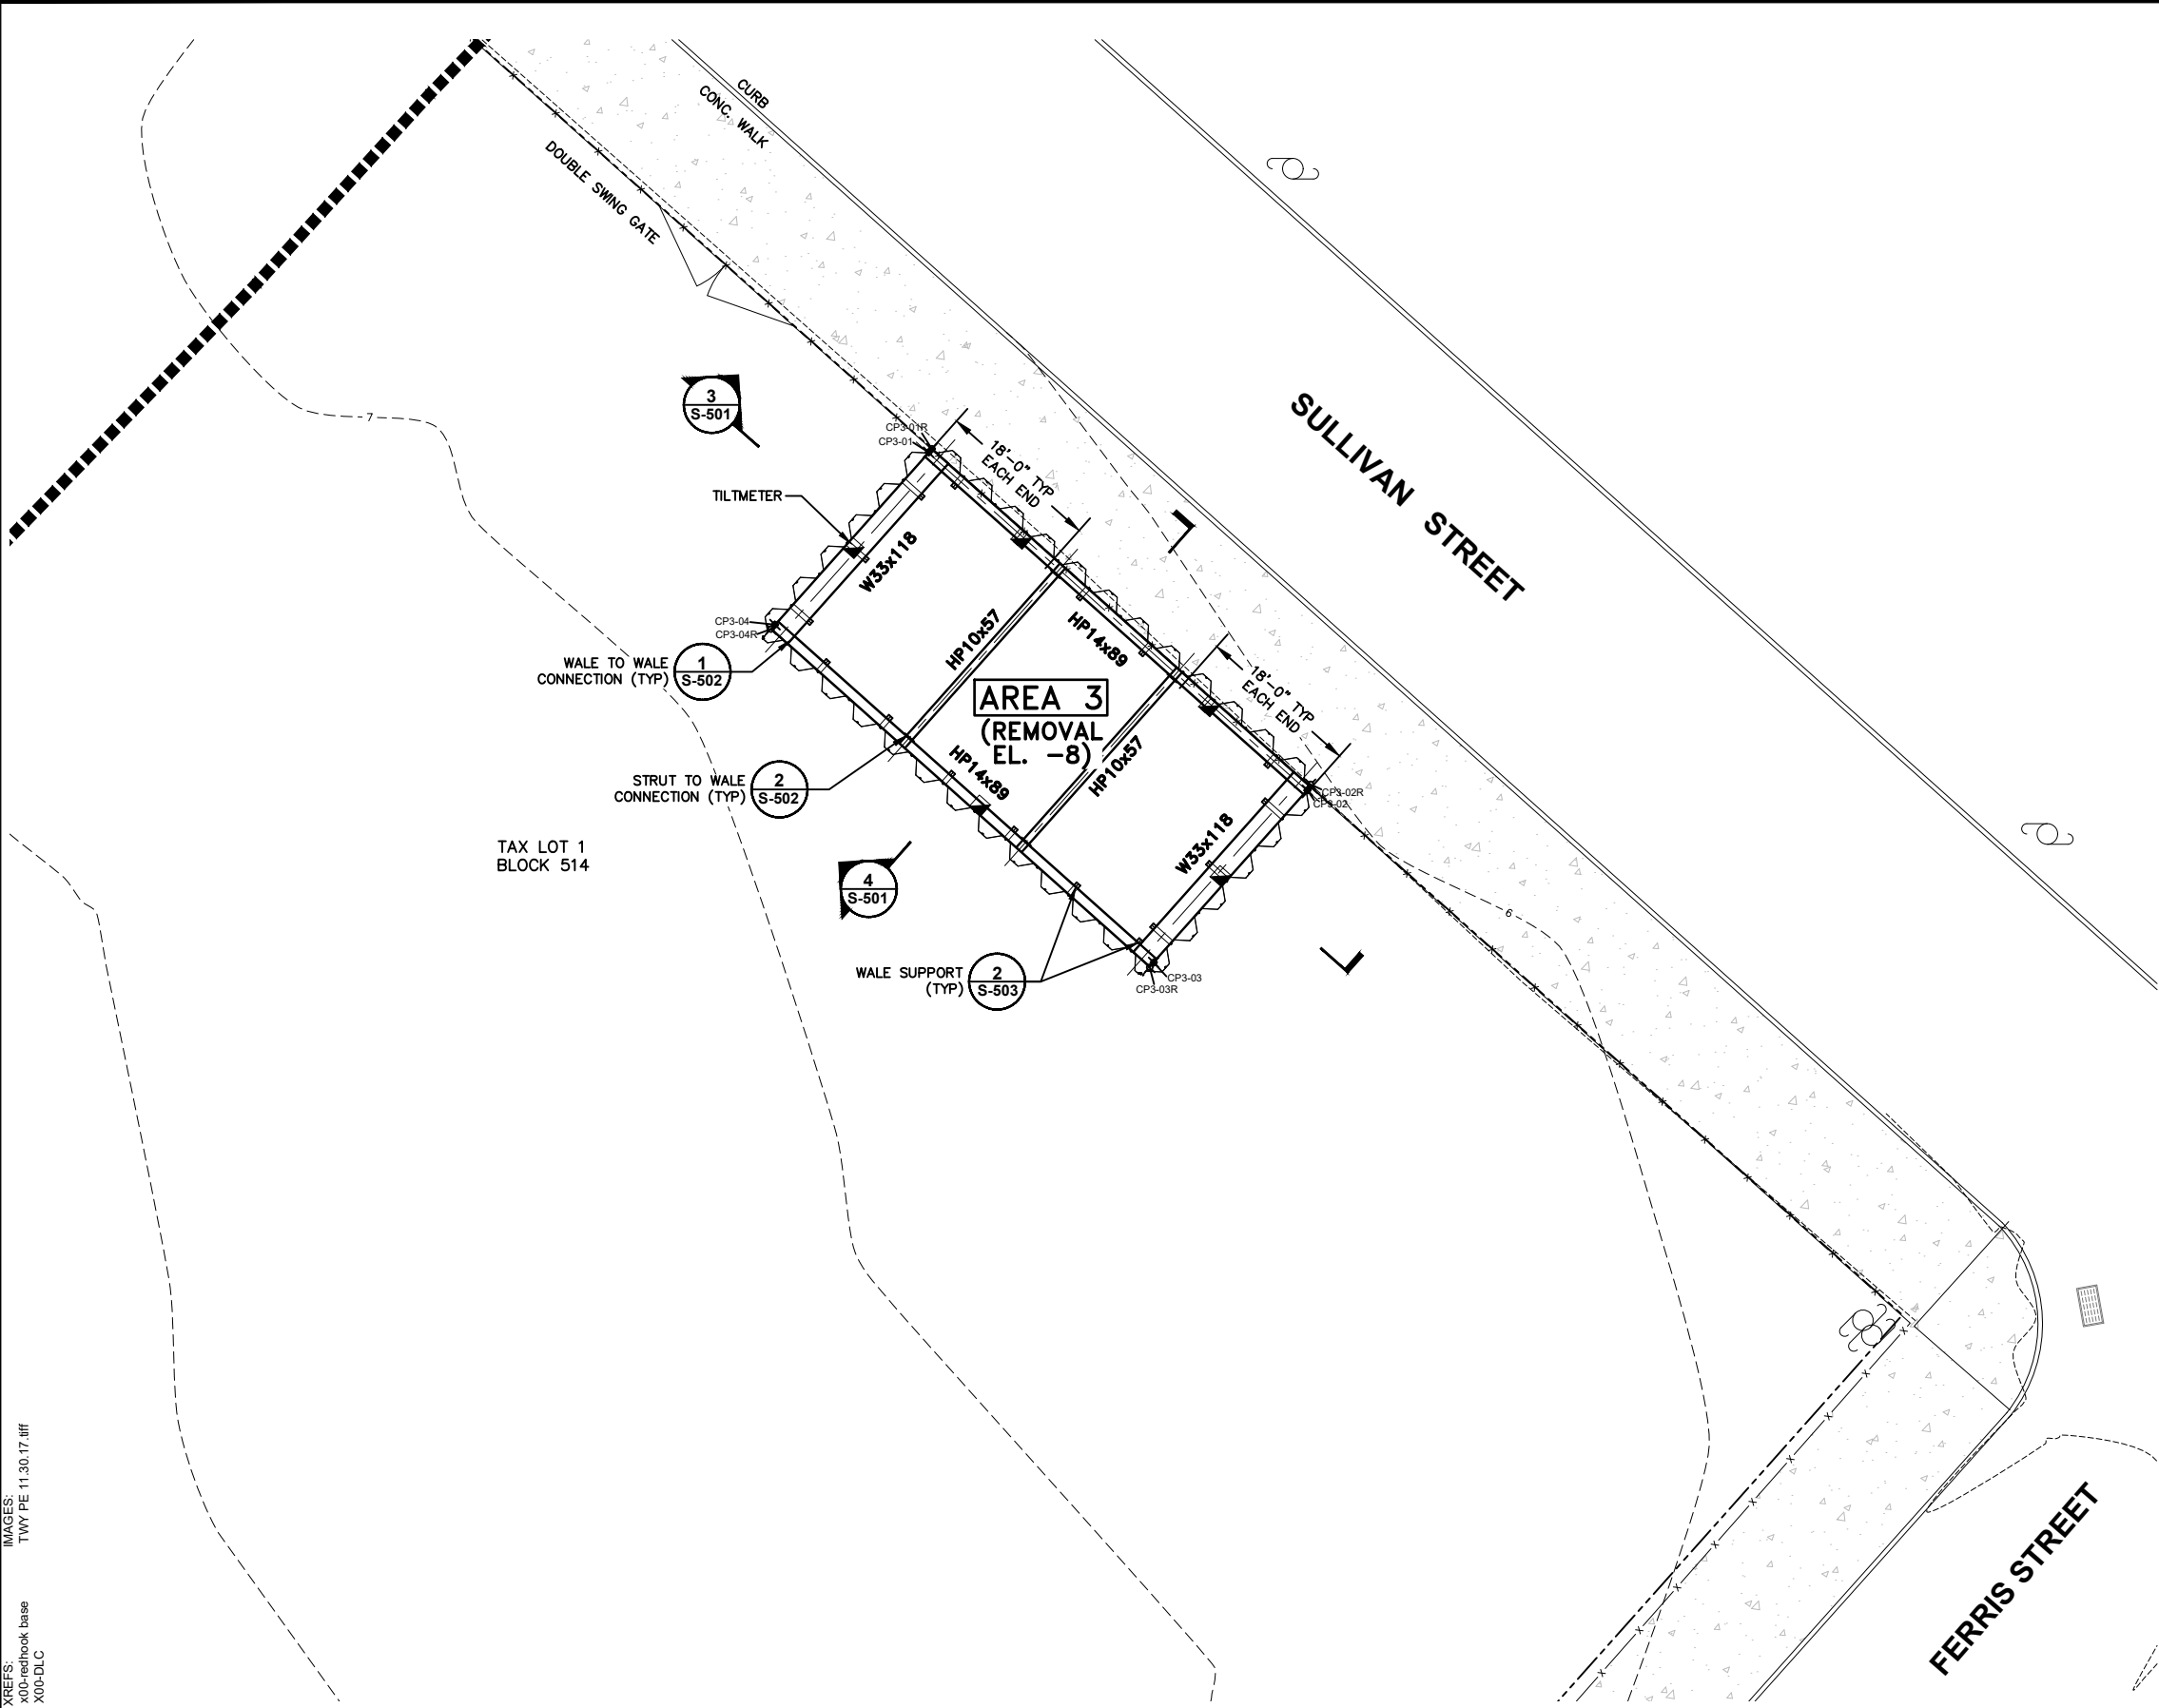 CURB
CONC. WALK
DOUBLE SWING GATE
SULLIVAN STREET
7
3
S-501
CP3-01R
CP3-01
18'-0" TYP
EACH END
TILTMETER
W33x118
CP3-04
CP3-04R
WALE TO WALE
CONNECTION (TYP)
1
S-502
HP10x57
HP14x89
18'-0" TYP
EACH END
AREA 3
(REMOVAL
EL. -8)
HP14x89
HP10x57
STRUT TO WALE
CONNECTION (TYP)
2
S-502
CP3-02R
CP3-02
W33x118
TAX LOT 1
BLOCK 514
4
S-501
6
WALE SUPPORT
(TYP)
2
S-503
CP3-03
CP3-03R
FERRIS STREET
XREFS:
x00-redhook base
X00-DLC
IMAGES:
TWY PE 11.30.17.tiff